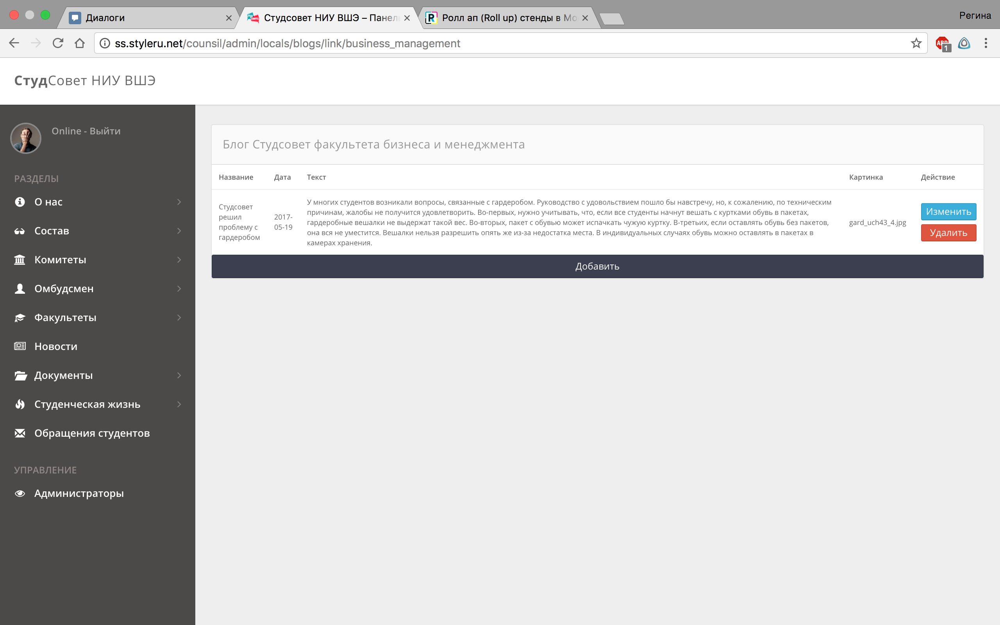 Диалоги
Студсовет НИУ ВШЭ – Панель
Ролл ап (Roll up) стенды в Мо
Регина
ss.styleru.net/counsil/admin/locals/blogs/link/business_management
ABP
1
СтудСовет НИУ ВШЭ
Online - Выйти
РАЗДЕЛЫ
О нас
Состав
Комитеты
Омбудсмен
Факультеты
Новости
Документы
Студенческая жизнь
Обращения студентов
УПРАВЛЕНИЕ
Администраторы
Блог Студсовет факультета бизнеса и менеджмента
Название Дата Текст Картинка Действие
Студсовет
решил
проблему с
гардеробом
2017-
05-19
У многих студентов возникали вопросы, связанные с гардеробом. Руководство с удовольствием пошло бы навстречу, но, к сожалению, по техническим
причинам, жалобы не получится удовлетворить. Во-первых, нужно учитывать, что, если все студенты начнут вешать с куртками обувь в пакетах,
гардеробные вешалки не выдержат такой вес. Во-вторых, пакет с обувью может испачкать чужую куртку. В-третьих, если оставлять обувь без пакетов,
она вся не уместится. Вешалки нельзя разрешить опять же из-за недостатка места. В индивидуальных случаях обувь можно оставлять в пакетах в
камерах хранения.
gard_uch43_4.jpg
Изменить
Удалить
Добавить